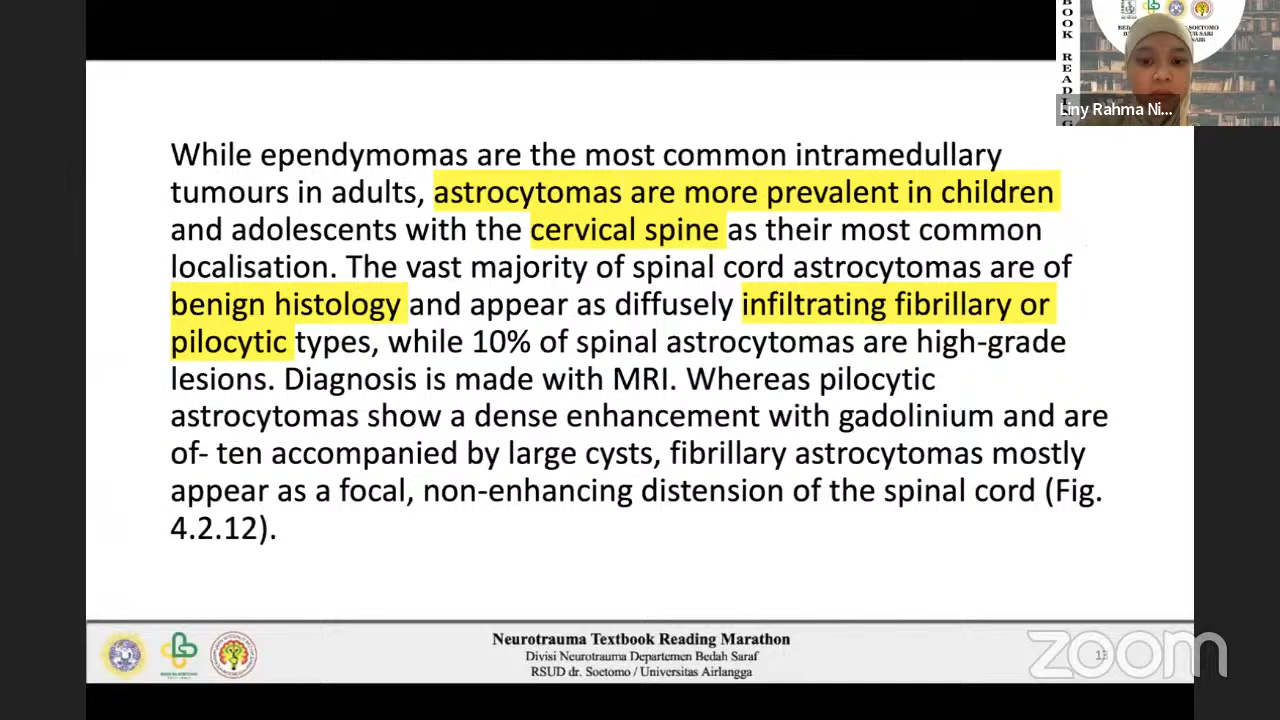 BOOK READING
Liny Rahma Ni...
While ependymomas are the most common intramedullary
tumours in adults, astrocytomas are more prevalent in children
and adolescents with the cervical spine as their most common
localisation. The vast majority of spinal cord astrocytomas are of
benign histology and appear as diffusely infiltrating fibrillary or
pilocytic types, while 10% of spinal astrocytomas are high-grade
lesions. Diagnosis is made with MRI. Whereas pilocytic
astrocytomas show a dense enhancement with gadolinium and are
of- ten accompanied by large cysts, fibrillary astrocytomas mostly
appear as a focal, non-enhancing distension of the spinal cord (Fig.
4.2.12).
Neurotrauma Textbook Reading Marathon
Divisi Neurotrauma Departemen Bedah Saraf
RSUD dr. Soetomo / Universitas Airlangga
zoom